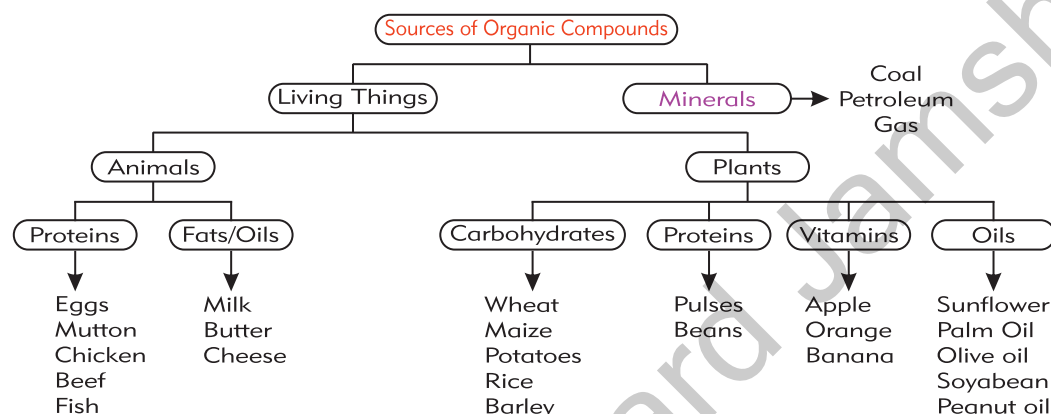 Sources of Organic Compounds
Living Things
Minerals
Coal
Petroleum
Gas
Animals
Plants
Proteins
Fats/Oils
Carbohydrates
Proteins
Vitamins
Oils
Eggs
Mutton
Chicken
Beef
Fish
Milk
Butter
Cheese
Wheat
Maize
Potatoes
Rice
Barley
Pulses
Beans
Apple
Orange
Banana
Sunflower
Palm Oil
Olive oil
Soyabean
Peanut oil